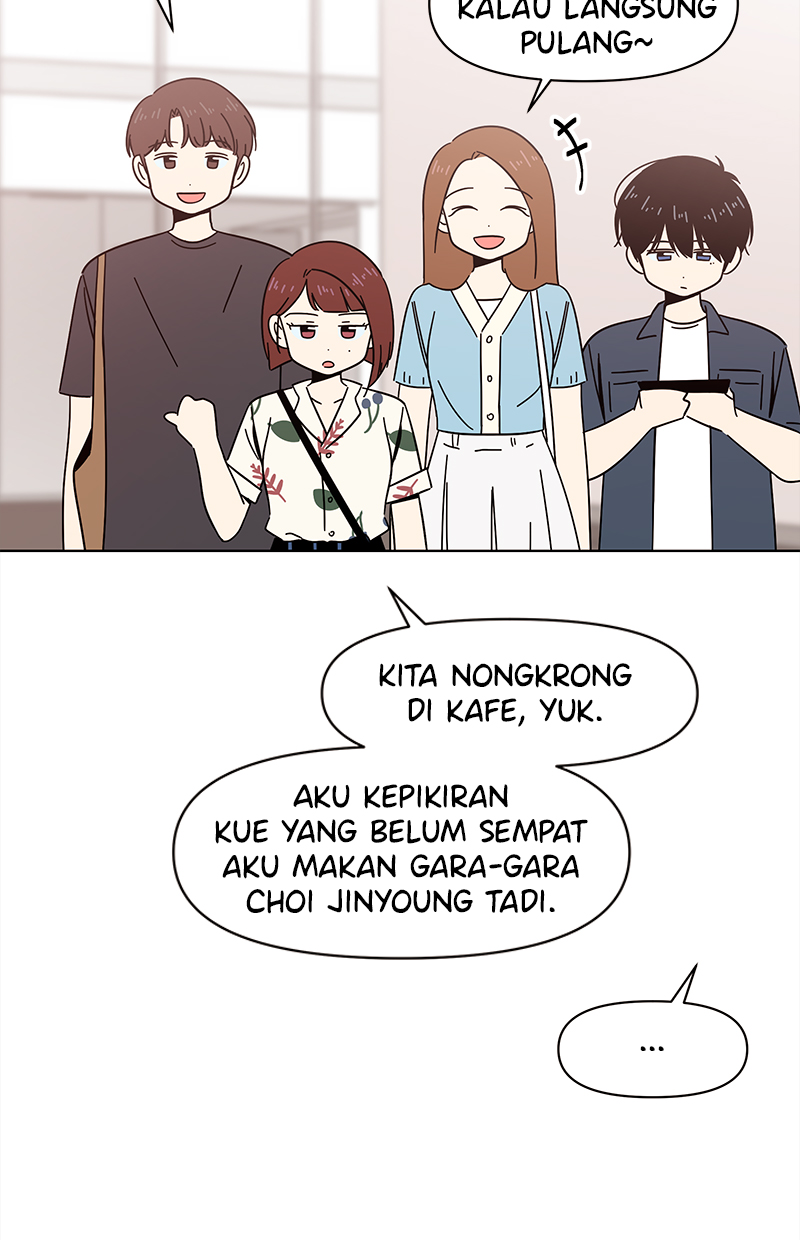 KALAU LANGSUNG
PULANG~
KITA NONGKRONG
DI KAFE, YUK.
AKU KEPIKIRAN
KUE YANG BELUM SEMPAT
AKU MAKAN GARA-GARA
CHOI JINYOUNG TADI.
...